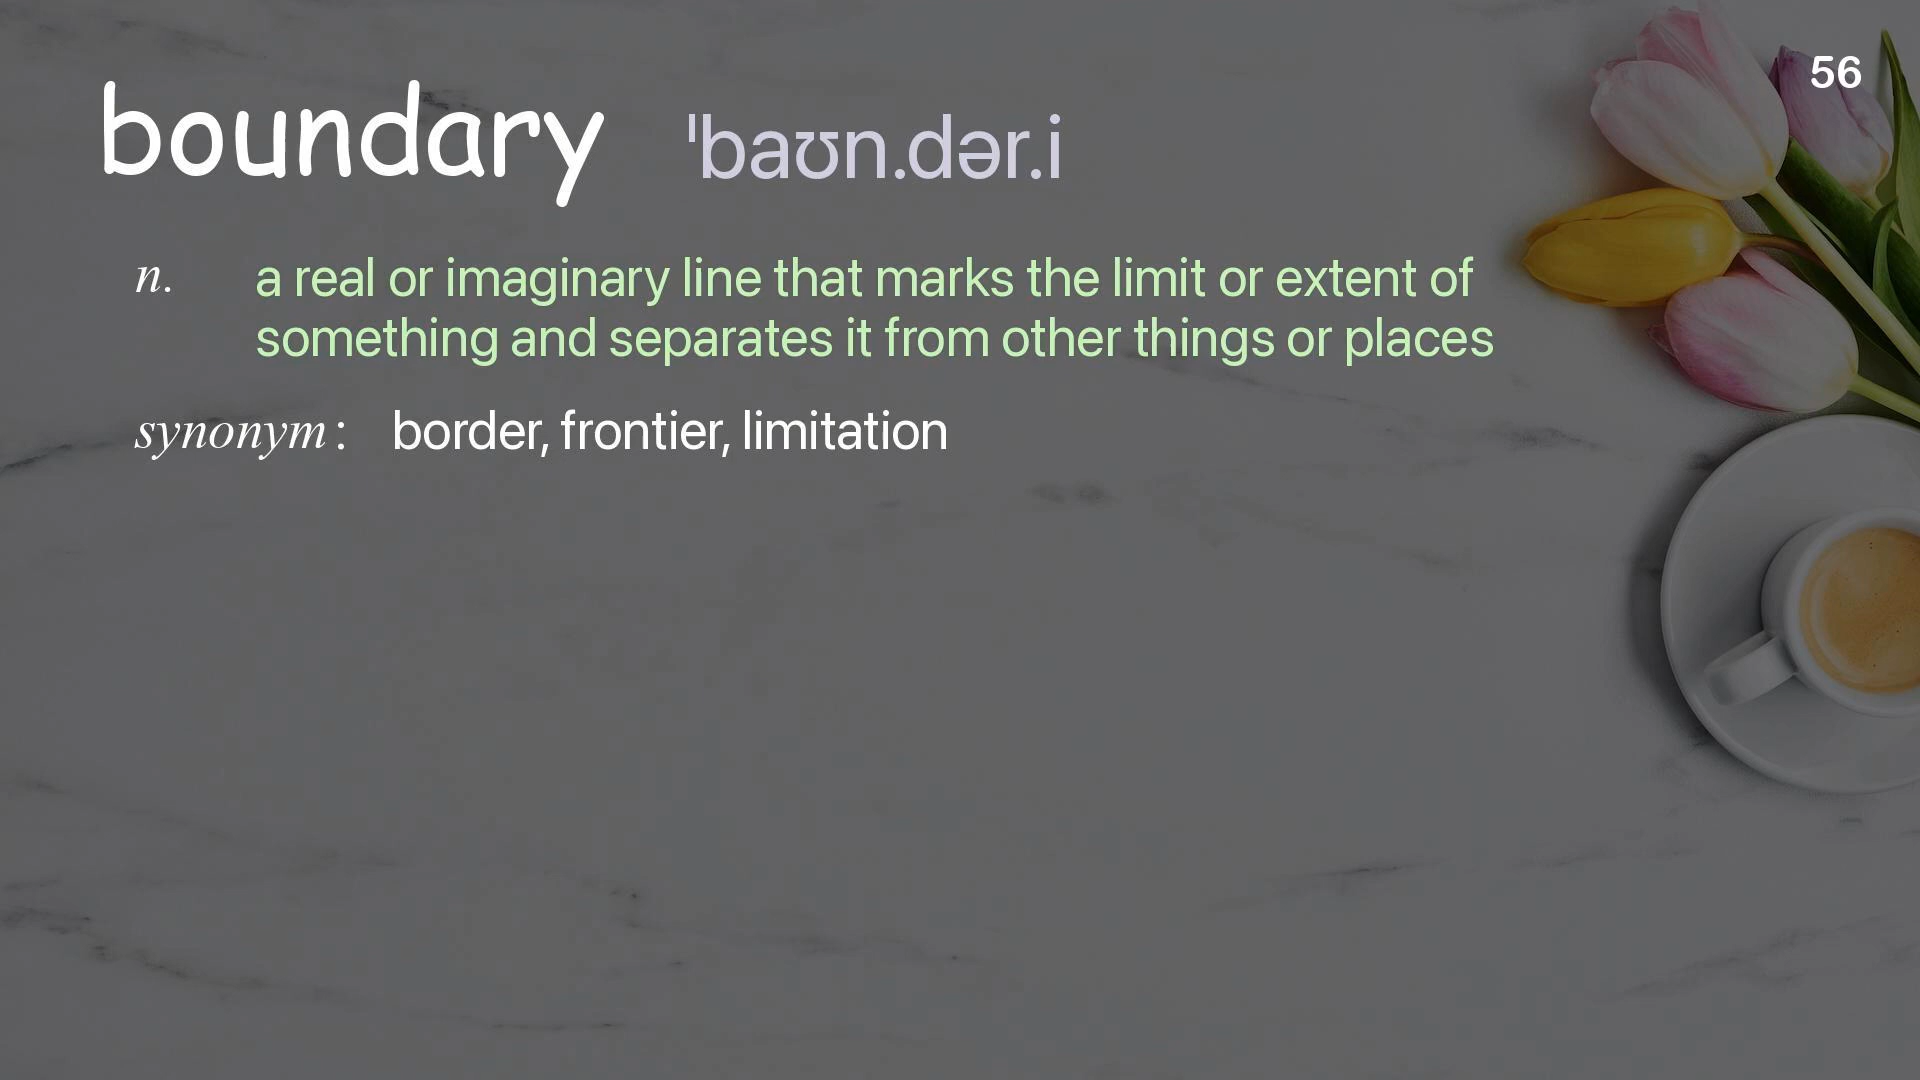 56
boundary ˈbaʊn.dər.i
n. a real or imaginary line that marks the limit or extent of
something and separates it from other things or places
synonym: border, frontier, limitation